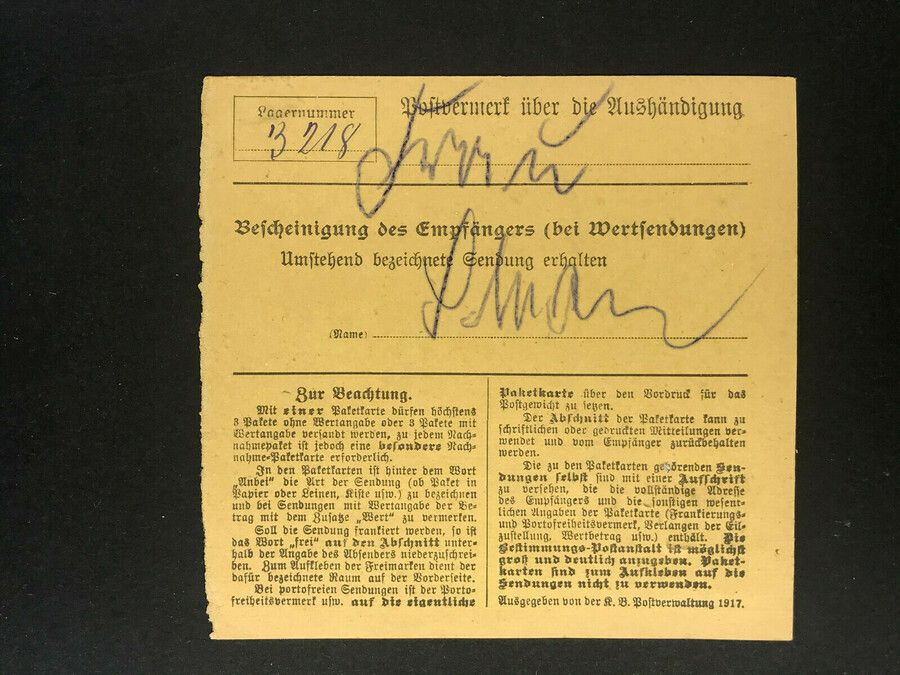 Lagernummer
B 218
Postvermerk über die Aushändigung
Bescheinigung des Empfängers (bei Wertsendungen)
Umstehend bezeichnete Sendung erhalten
(Name)
Zur Beachtung.
Mit einer Paketkarte dürfen höchstens
3 Pakete ohne Wertangabe oder 3 Pakete mit
Wertangabe versandt werden, zu jedem Nach-
nahmepaket ist jedoch eine besondere Nach-
nahme-Paketkarte erforderlich.
In den Paketkarten ist hinter dem Wort
„Anbei“ die Art der Sendung (ob Paket in
Papier oder Leinen, Kiste usw.) zu bezeichnen
und bei Sendungen mit Wertangabe der Be-
trag mit dem Zusatze „Wert“ zu vermerken.
Soll die Sendung frankiert werden, so ist
das Wort „frei“ auf den Abschnitt unter-
halb der Angabe des Absenders niederzuschrei-
ben. Zum Aufkleben der Freimarken dient der
dafür bezeichnete Raum auf der Vorderseite.
Bei portofreien Sendungen ist der Porto-
freiheitsvermerk usw. auf die eigentliche
Paketkarte über den Vordruck für das
Postgewicht zu setzen.
Der Abschnitt der Paketkarte kann zu
schriftlichen oder gedruckten Mitteilungen ver-
wendet und vom Empfänger zurückbehalten
werden.
Die zu den Paketkarten gehörenden Sen-
dungen selbst sind mit einer Aufschrift
zu versehen, die die vollständige Adresse
des Empfängers und die sonstigen wesent-
lichen Angaben der Paketkarte (Frankierungs-
und Portofreiheitsvermerk, Verlangen der Eil-
zustellung, Wertbetrag usw.) enthält. Die
Bestimmungs-Postanstalt ist möglichst
groß und deutlich anzugeben. Paket-
karten sind zum Aufkleben auf die
Sendungen nicht zu verwenden.
Ausgegeben von der K. B. Postverwaltung 1917.